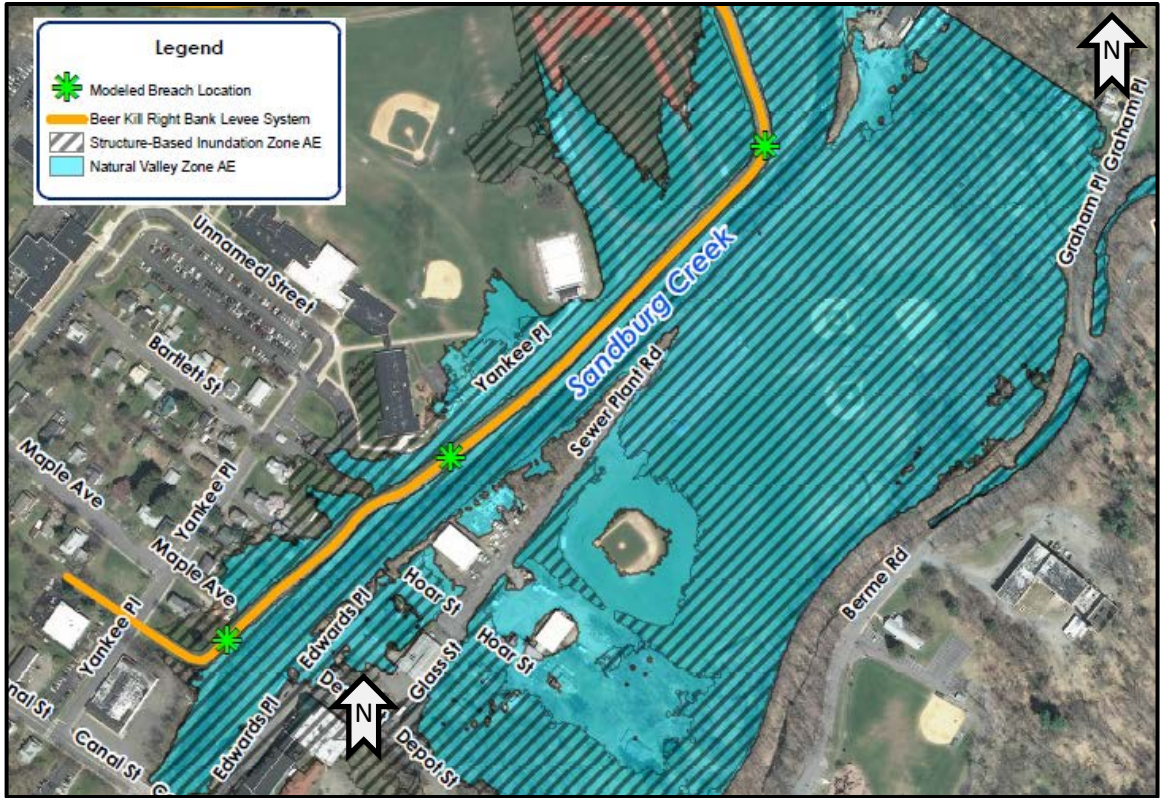 Legend
Modeled Breach Location
Beer Kill Right Bank Levee System
Structure-Based Inundation Zone AE
Natural Valley Zone AE
N
Graham Pl
Graham Pl
Unnamed Street
Sandburg Creek
Yankee Pl
Bartlett St
Sewer Plant Rd
Maple Ave
Yankee Pl
Maple Ave
Hoar St
Berme Rd
Edwards Pl
Yankee Pl
Hoar St
Glass St
N
Edwards Pl
Canal St
Depot St